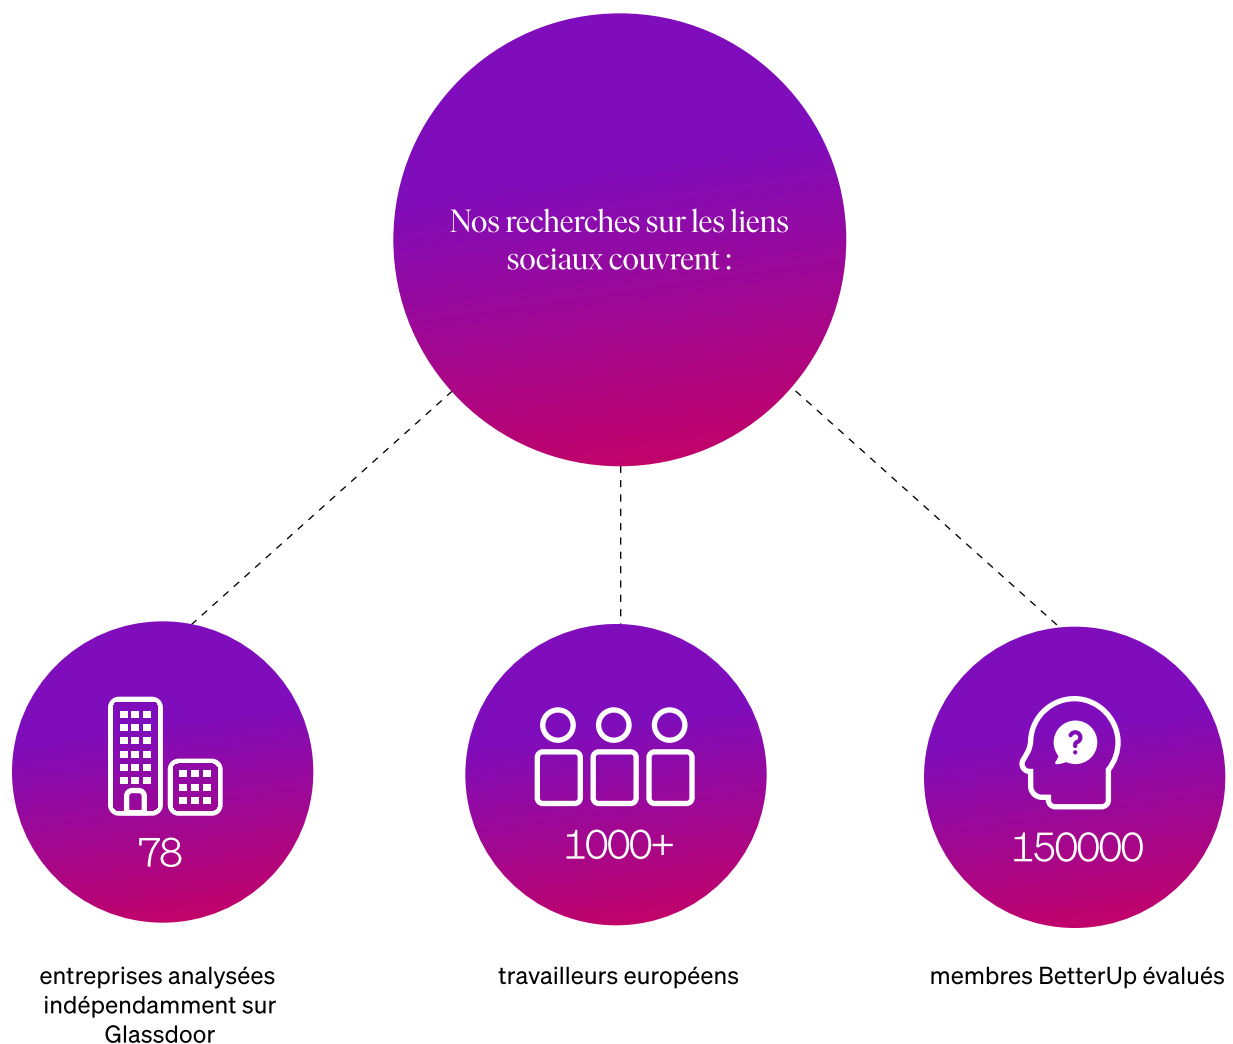 Nos recherches sur les liens
sociaux couvrent :
78
entreprises analysées
indépendamment sur
Glassdoor
1000+
travailleurs européens
?
150000
membres BetterUp évalués